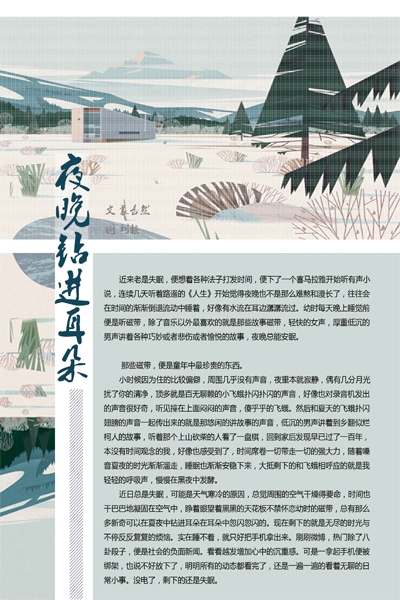 夜晚钻进耳朵
近来老是失眠，便想着各种法子打发时间，便下了一个喜马拉雅开始听有声小
说，连续几天听着路遥的《人生》开始觉得夜晚也不是那么难熬和漫长了，往往会
在时间的渐渐倒退流动中睡着，好像有水流在耳边潺潺流过。幼时每天晚上睡觉前
便是听磁带，除了音乐以外最喜欢的就是那些故事磁带，轻快的女声，厚重低沉的
男声讲着各种巧妙或者悲伤或者愉悦的故事，夜晚总能安眠。
那些磁带，便是童年中最珍贵的东西。
小时候因为住的比较偏僻，周围几乎没有声音，夜里本就寂静，偶有几分月光
扰了你的清净，顶多就是百无聊赖的小飞蛾扑闪扑闪的声音，好像也对录音机发出
的声音很好奇，听见撞在上面闷闷的声音，傻乎乎的飞蛾。然后和夏天的飞蛾扑闪
翅膀的声音一起传出来的就是那悠闲的讲故事的声音，低沉的男声讲着到乡翻似烂
柯人的故事，听着那个上山砍柴的人看了一盘棋，回到家后发现早已过了一百年，
本没有时间观念的我，好像也感受到了，时间席卷一切带走一切的强大力，随着嗓
音夏夜的时光渐渐溜走，睡眠也渐渐安稳下来，大抵剩下的和飞蛾相呼应的就是我
轻轻的呼吸声，慢慢在黑夜中发酵。
近日总是失眠，可能是天气寒冷的原因，总觉周围的空气干燥得要命，时间也
干巴巴地凝固在空气中，睁着眼望着黑黑的天花板不禁怀恋幼时的磁带，总有那么
多新奇可以在夏夜中钻进耳朵在耳朵中忽闪忽闪的。现在剩下的就是无尽的时光与
不停反反复复的烦恼。实在睡不着，就只好把手机拿出来。刷刷微博，热门除了八
卦段子，便是社会的负面新闻。看看越发增加心中的沉重感。可是一拿起手机便被
绑架，也说不好放下了，明明所有的动态都看完了，还是一遍一遍的看着无聊的日
常小事。没电了，剩下的还是失眠。